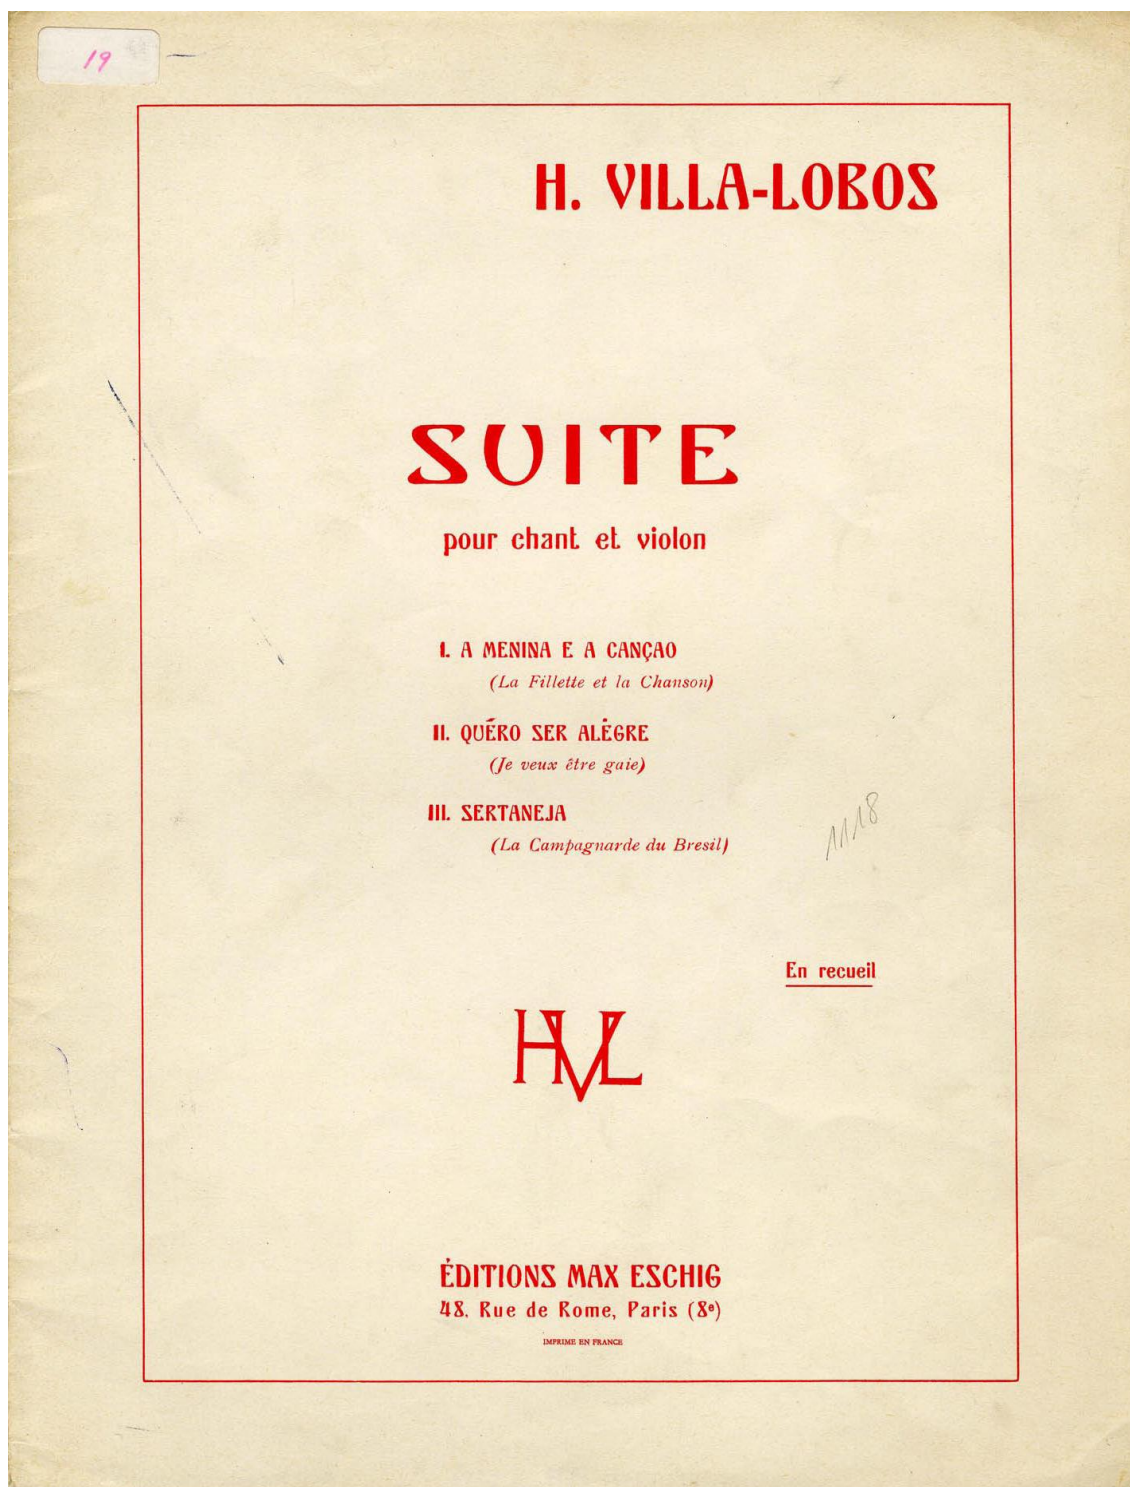 19
H. VILLA-LOBOS
SUITE
pour chant et violon
I. A MENINA E A CANÇAO
(La Fillette et la Chanson)
II. QUÉRO SER ALÈGRE
(Je veux être gaie)
III. SERTANEJA
(La Campagnarde du Bresil)
1118
En recueil
HVL
ÉDITIONS MAX ESCHIG
48. Rue de Rome, Paris (8e)
IMPRIME EN FRANCE